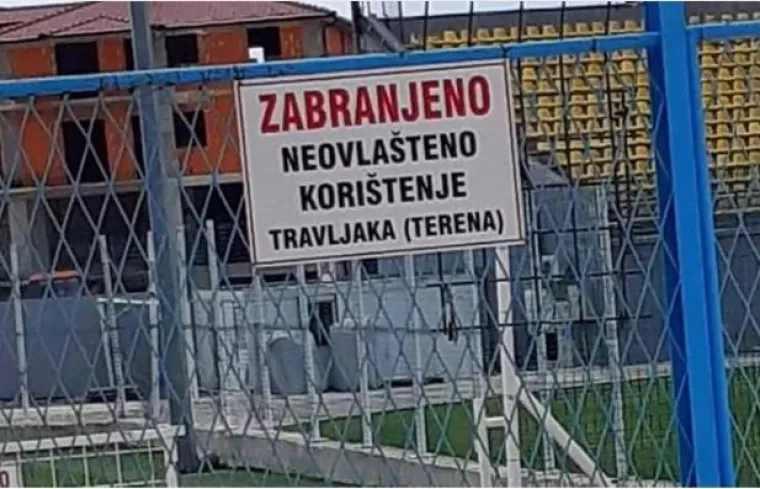 ZABRANJENO
NEOVLAŠTENO
KORIŠTENJE
TRAVLJAKA (TERENA)